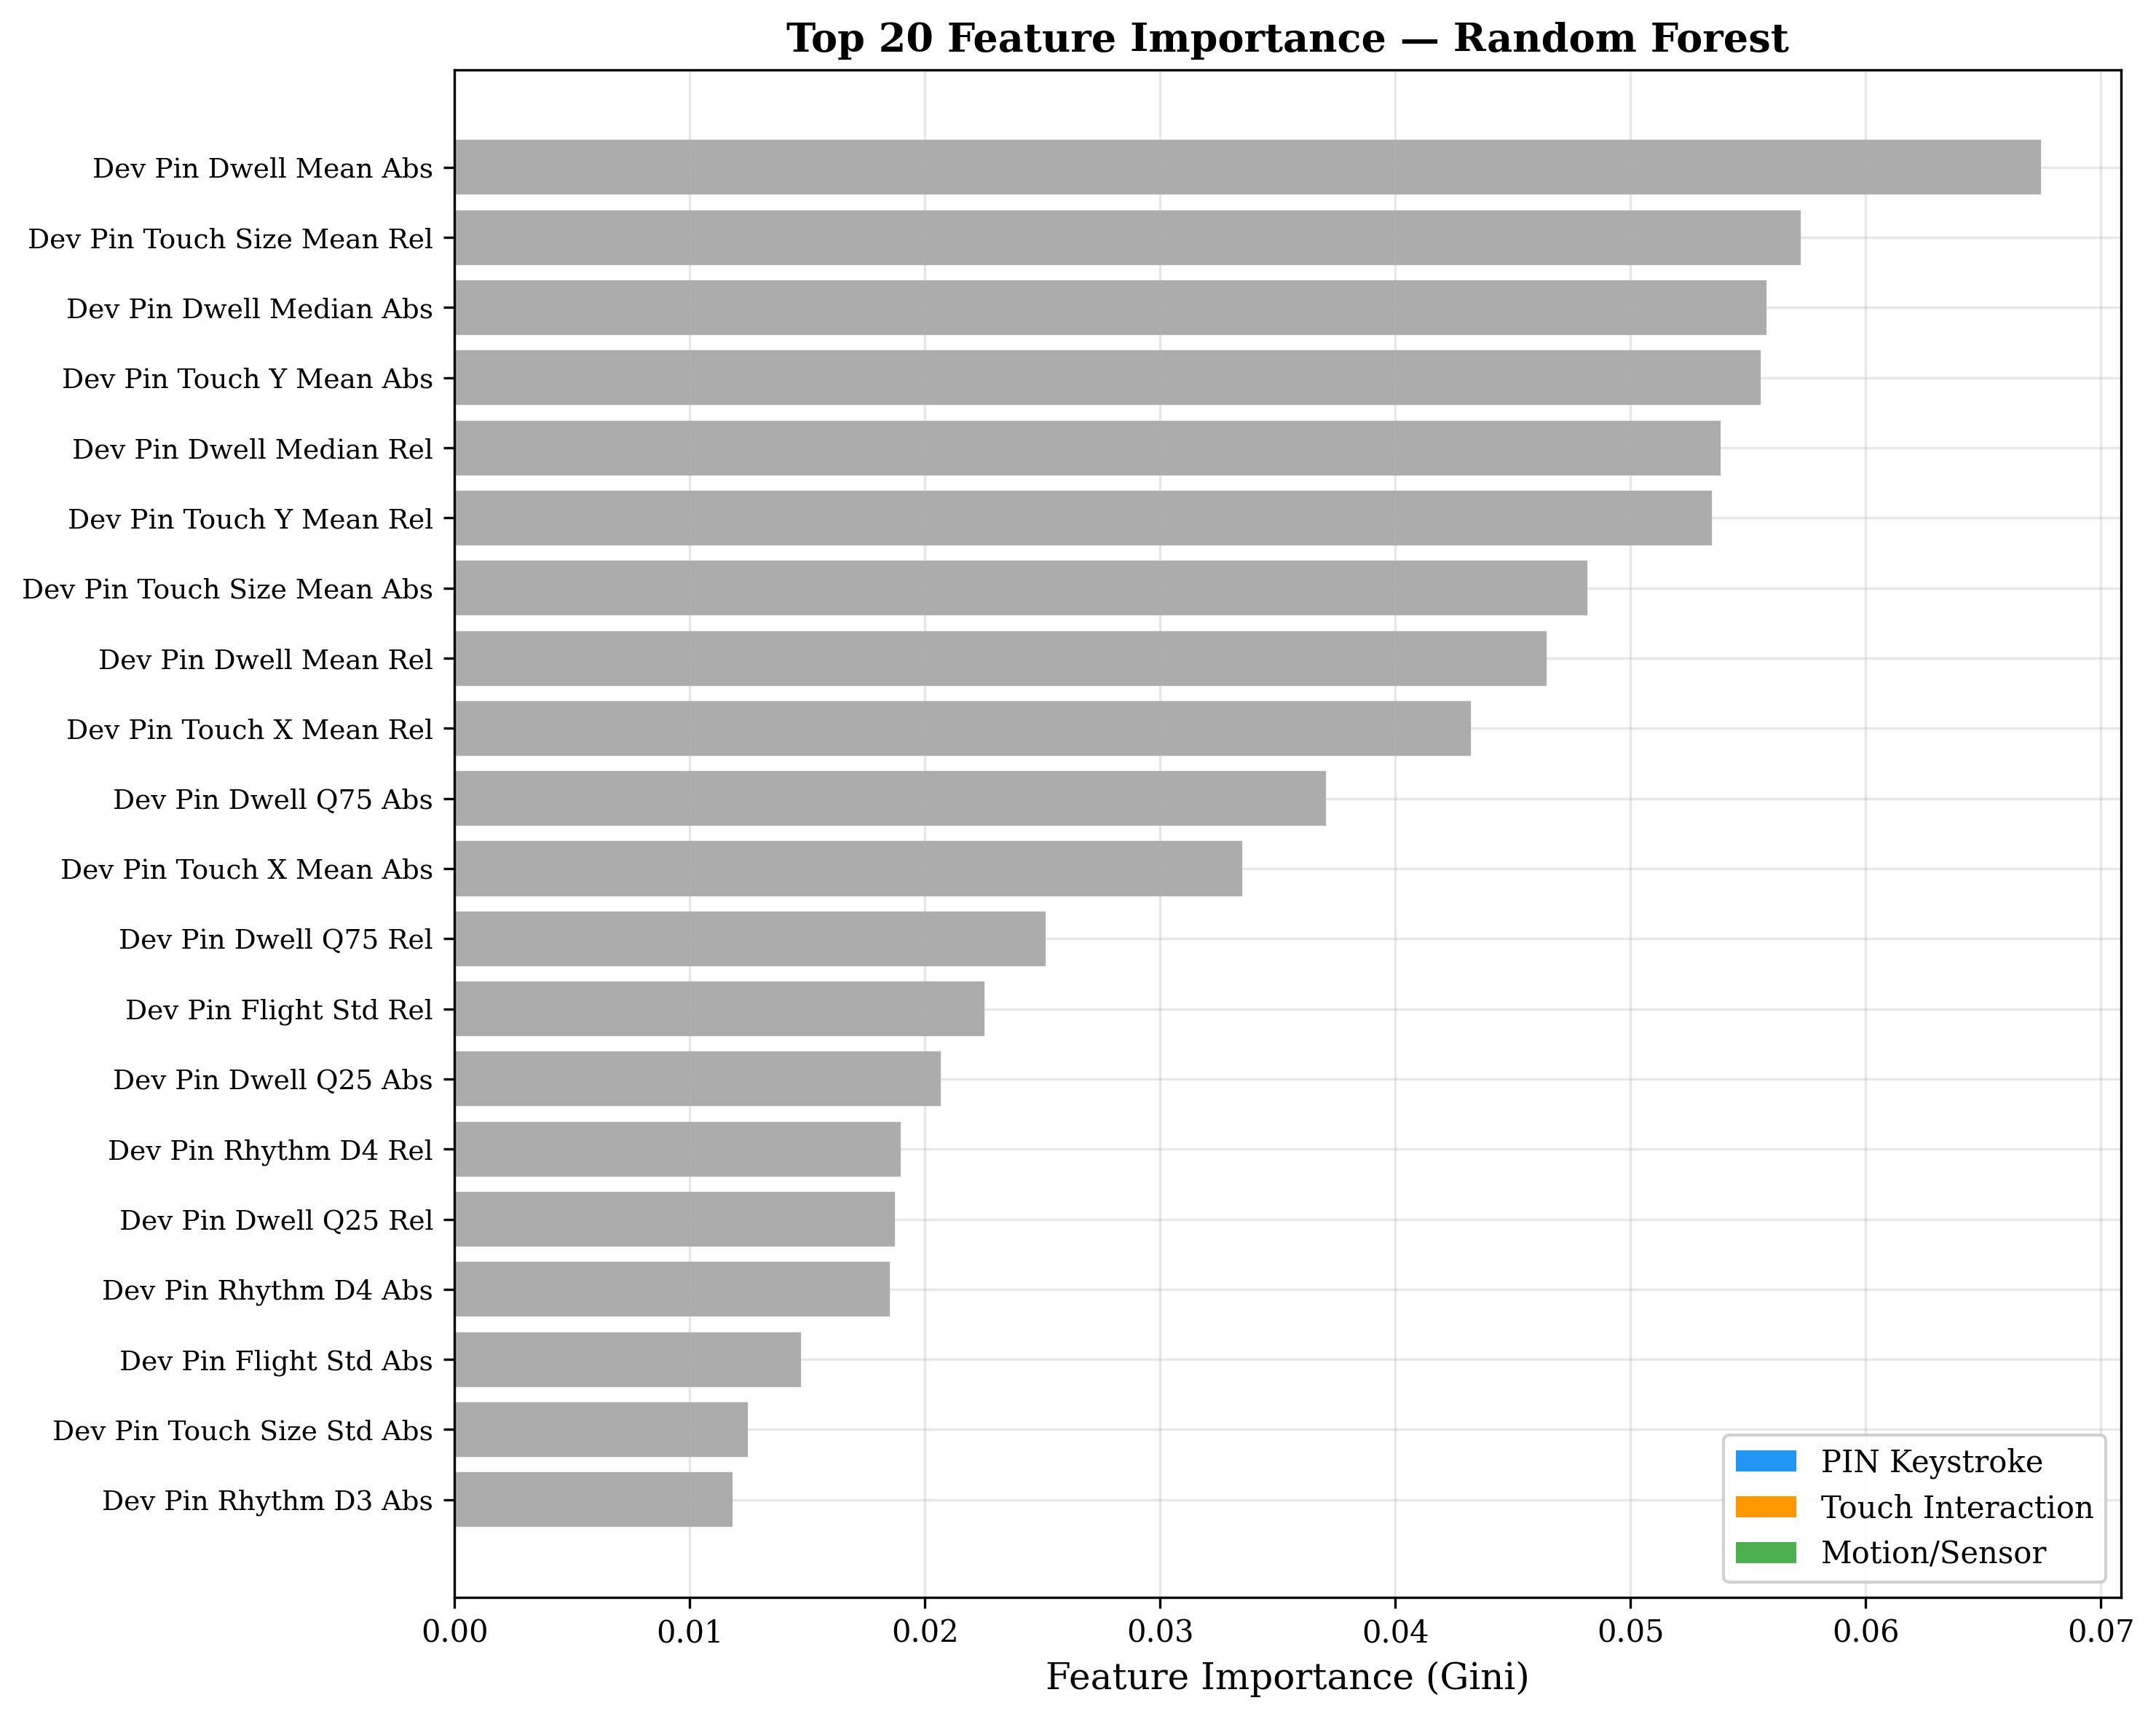 Top 20 Feature Importance — Random Forest
Dev Pin Dwell Mean Abs
Dev Pin Touch Size Mean Rel
Dev Pin Dwell Median Abs
Dev Pin Touch Y Mean Abs
Dev Pin Dwell Median Rel
Dev Pin Touch Y Mean Rel
Dev Pin Touch Size Mean Abs
Dev Pin Dwell Mean Rel
Dev Pin Touch X Mean Rel
Dev Pin Dwell Q75 Abs
Dev Pin Touch X Mean Abs
Dev Pin Dwell Q75 Rel
Dev Pin Flight Std Rel
Dev Pin Dwell Q25 Abs
Dev Pin Rhythm D4 Rel
Dev Pin Dwell Q25 Rel
Dev Pin Rhythm D4 Abs
Dev Pin Flight Std Abs
Dev Pin Touch Size Std Abs
Dev Pin Rhythm D3 Abs
PIN Keystroke
Touch Interaction
Motion/Sensor
0.00 0.01 0.02 0.03 0.04 0.05 0.06 0.07
Feature Importance (Gini)